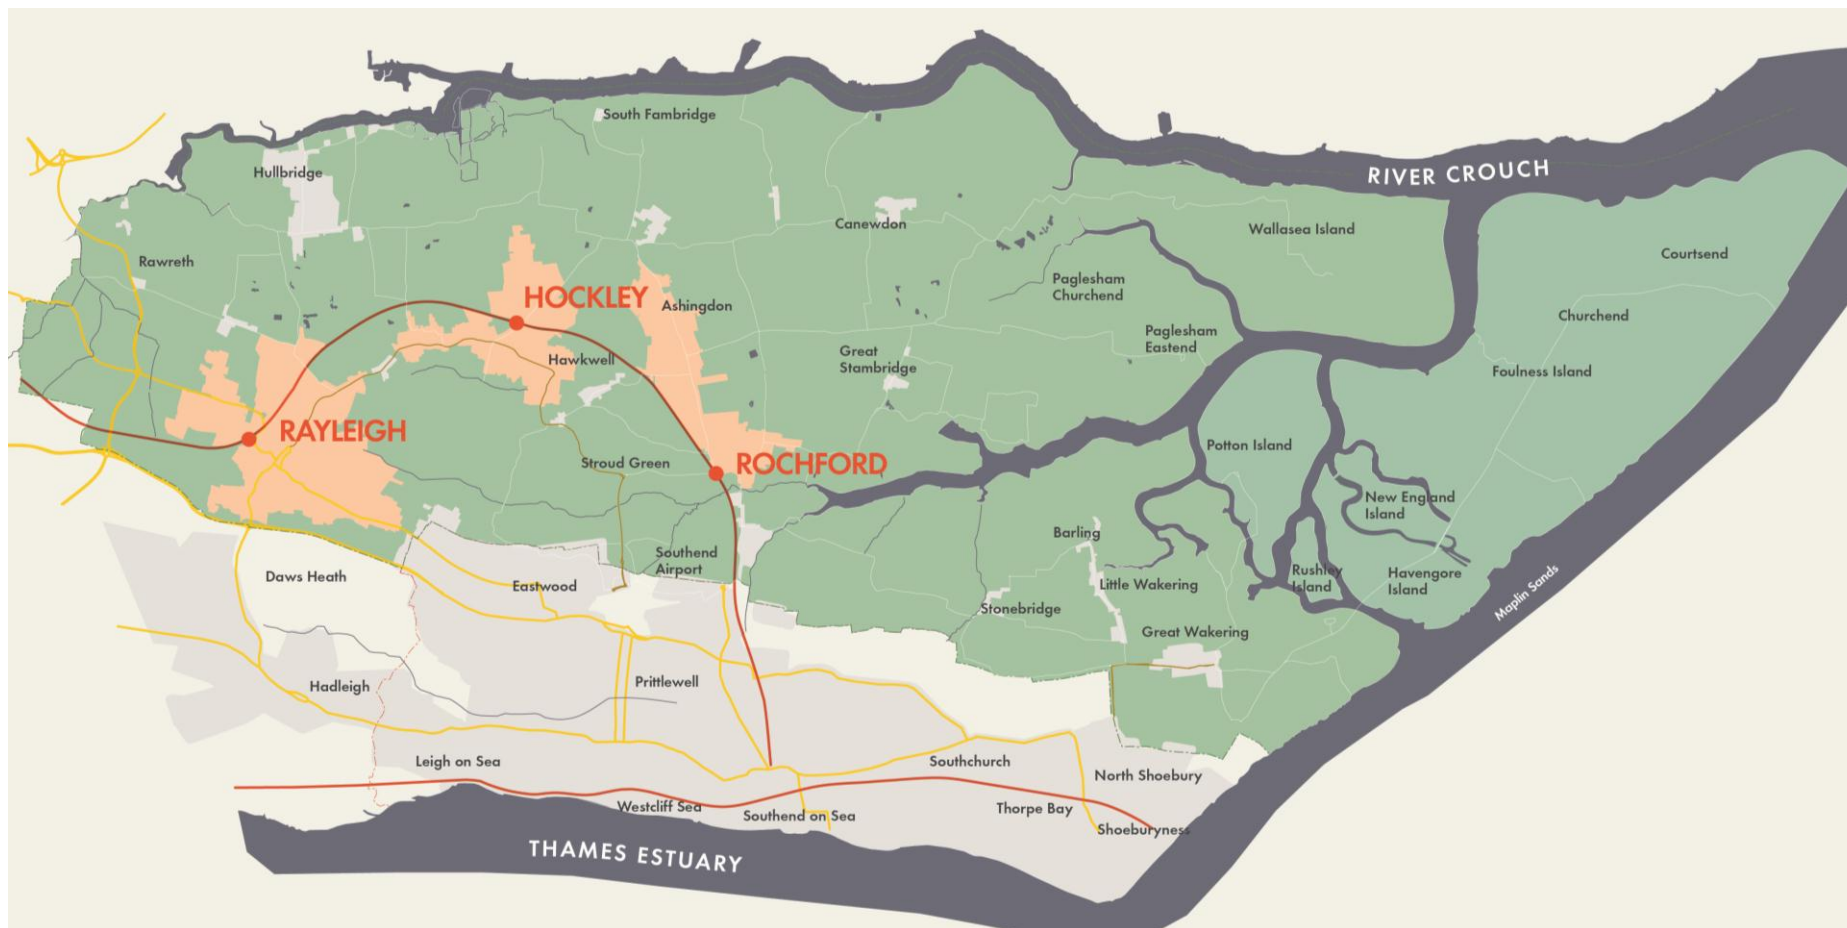 South Fambridge
Hullbridge
RIVER CROUCH
Canewdon
Wallasea Island
Courtsend
Rawreth
HOCKLEY
Ashingdon
Paglesham
Churchend
Churchend
Paglesham
Eastend
Hawkwell
Great
Stambridge
Foulness Island
RAYLEIGH
Stroud Green
ROCHFORD
Potton Island
New England
Island
Barling
Southend
Airport
Daws Heath
Eastwood
Little Wakering
Rushley
Island
Havengore
Island
Maplin Sands
Stonebridge
Great Wakering
Hadleigh
Prittlewell
Leigh on Sea
Southchurch
North Shoebury
Westcliff Sea
Southend on Sea
Thorpe Bay
Shoeburyness
THAMES ESTUARY